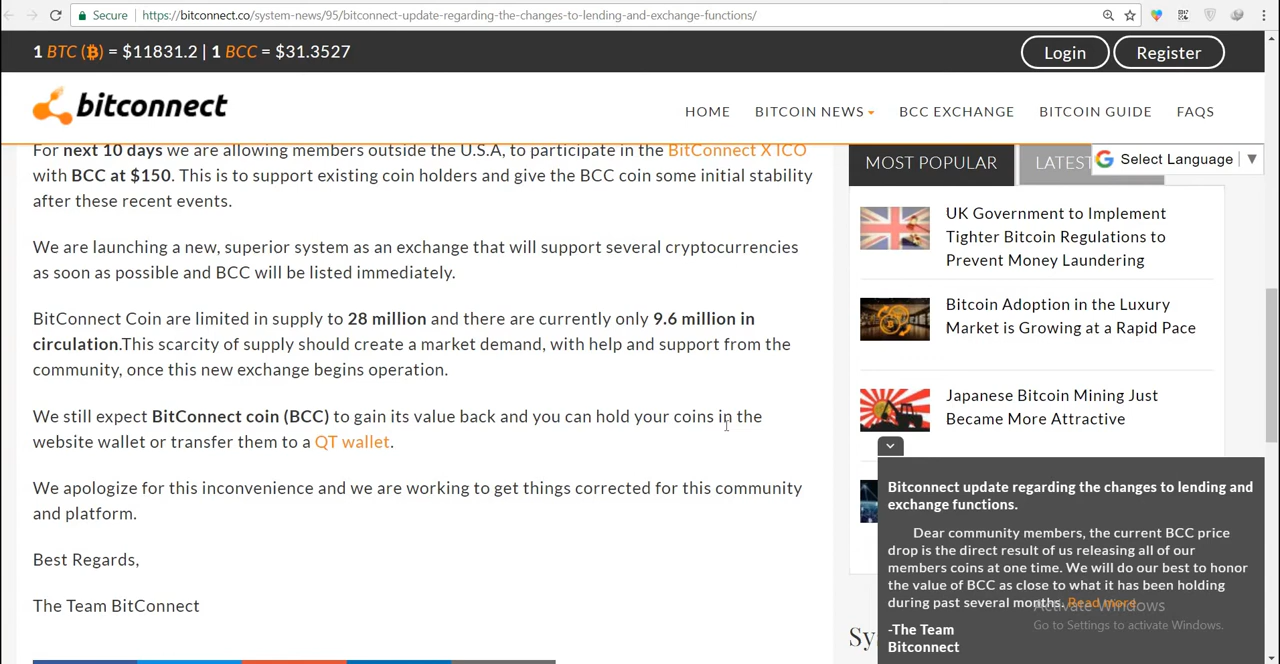 Secure
https://bitconnect.co/system-news/95/bitconnect-update-regarding-the-changes-to-lending-and-exchange-functions/
1 BTC (₿) = $11831.2 | 1 BCC = $31.3527
Login
Register
bitconnect
HOME
BITCOIN NEWS
BCC EXCHANGE
BITCOIN GUIDE
FAQS
For next 10 days we are allowing members outside the U.S.A, to participate in the BitConnect X ICO
with BCC at $150. This is to support existing coin holders and give the BCC coin some initial stability
after these recent events.
We are launching a new, superior system as an exchange that will support several cryptocurrencies
as soon as possible and BCC will be listed immediately.
BitConnect Coin are limited in supply to 28 million and there are currently only 9.6 million in
circulation.This scarcity of supply should create a market demand, with help and support from the
community, once this new exchange begins operation.
We still expect BitConnect coin (BCC) to gain its value back and you can hold your coins in the
website wallet or transfer them to a QT wallet.
We apologize for this inconvenience and we are working to get things corrected for this community
and platform.
Best Regards,
The Team BitConnect
MOST POPULAR
LATEST
Select Language
UK Government to Implement
Tighter Bitcoin Regulations to
Prevent Money Laundering
Bitcoin Adoption in the Luxury
Market is Growing at a Rapid Pace
Japanese Bitcoin Mining Just
Became More Attractive
Bitconnect update regarding the changes to lending and
exchange functions.
Dear community members, the current BCC price
drop is the direct result of us releasing all of our
members coins at one time. We will do our best to honor
the value of BCC as close to what it has been holding
during past several months. Read more.
-The Team
Bitconnect
Activate Windows
Go to Settings to activate Windows.